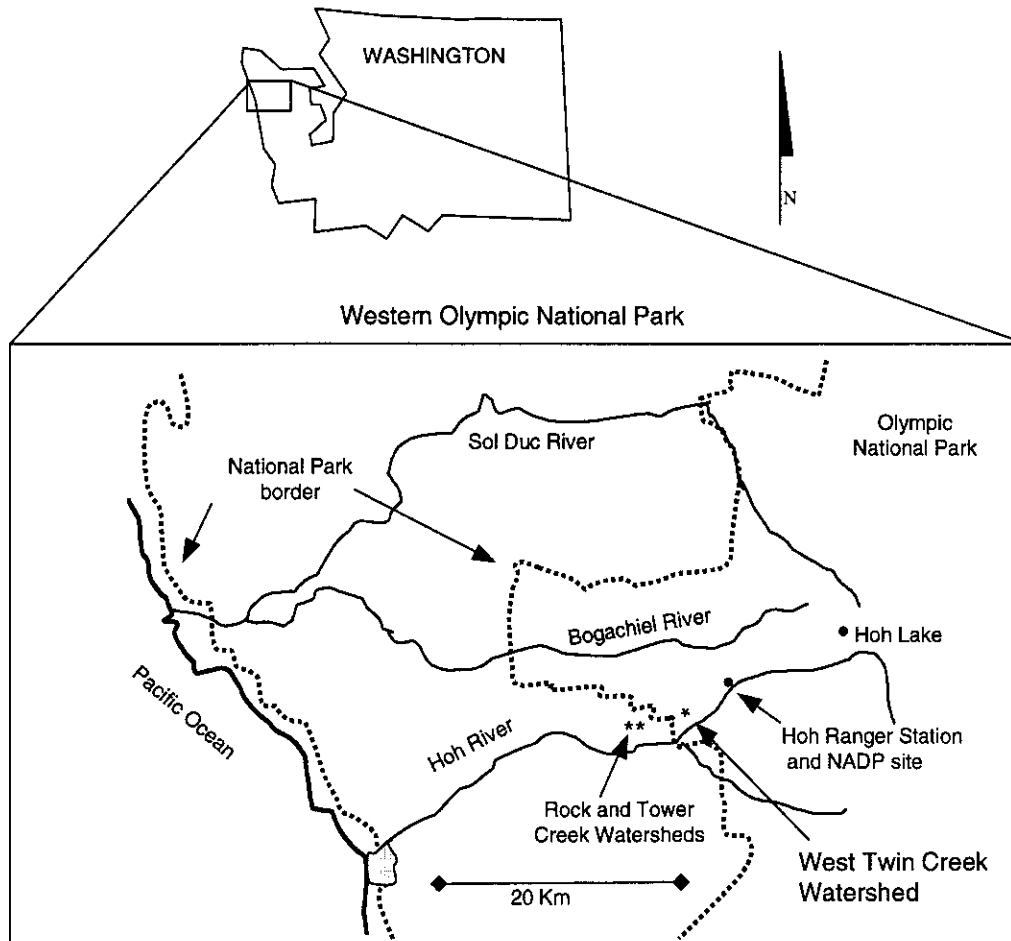 WASHINGTON
N
Western Olympic National Park
Olympic
National Park
Sol Duc River
National Park
border
Bogachiel River
Hoh Lake
Pacific Ocean
Hoh River
**
*
Hoh Ranger Station
and NADP site
Rock and Tower
Creek Watersheds
West Twin Creek
Watershed
20 Km